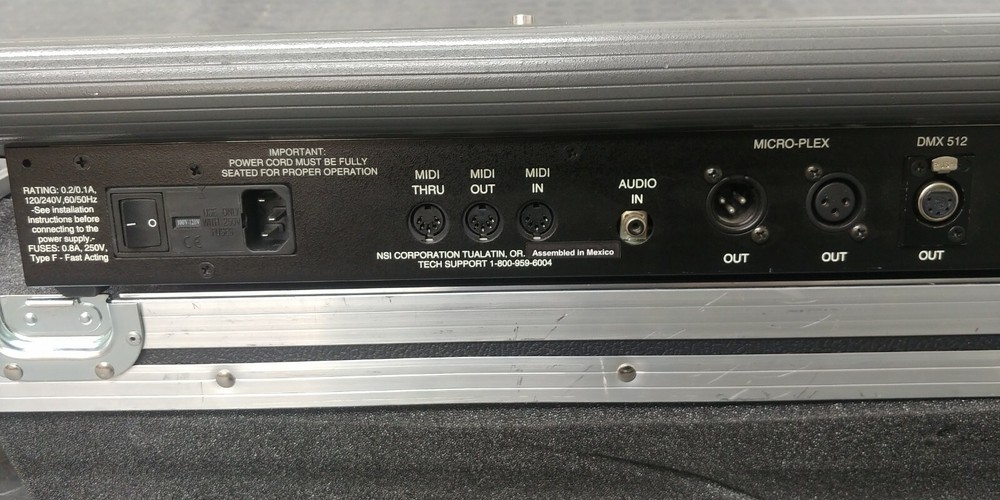 IMPORTANT:
POWER CORD MUST BE FULLY
SEATED FOR PROPER OPERATION
RATING: 0.2/0.1A,
120/240V,60/50Hz
-See installation
instructions before
connecting to the
power supply.-
FUSES: 0.8A, 250V,
Type F - Fast Acting
I O
USE ONLY
CE
MIDI
THRU
MIDI
OUT
MIDI
IN
NSI CORPORATION TUALATIN, OR. Assembled in Mexico
TECH SUPPORT 1-800-959-6004
AUDIO
IN
MICRO-PLEX
OUT
OUT
DMX 512
OUT